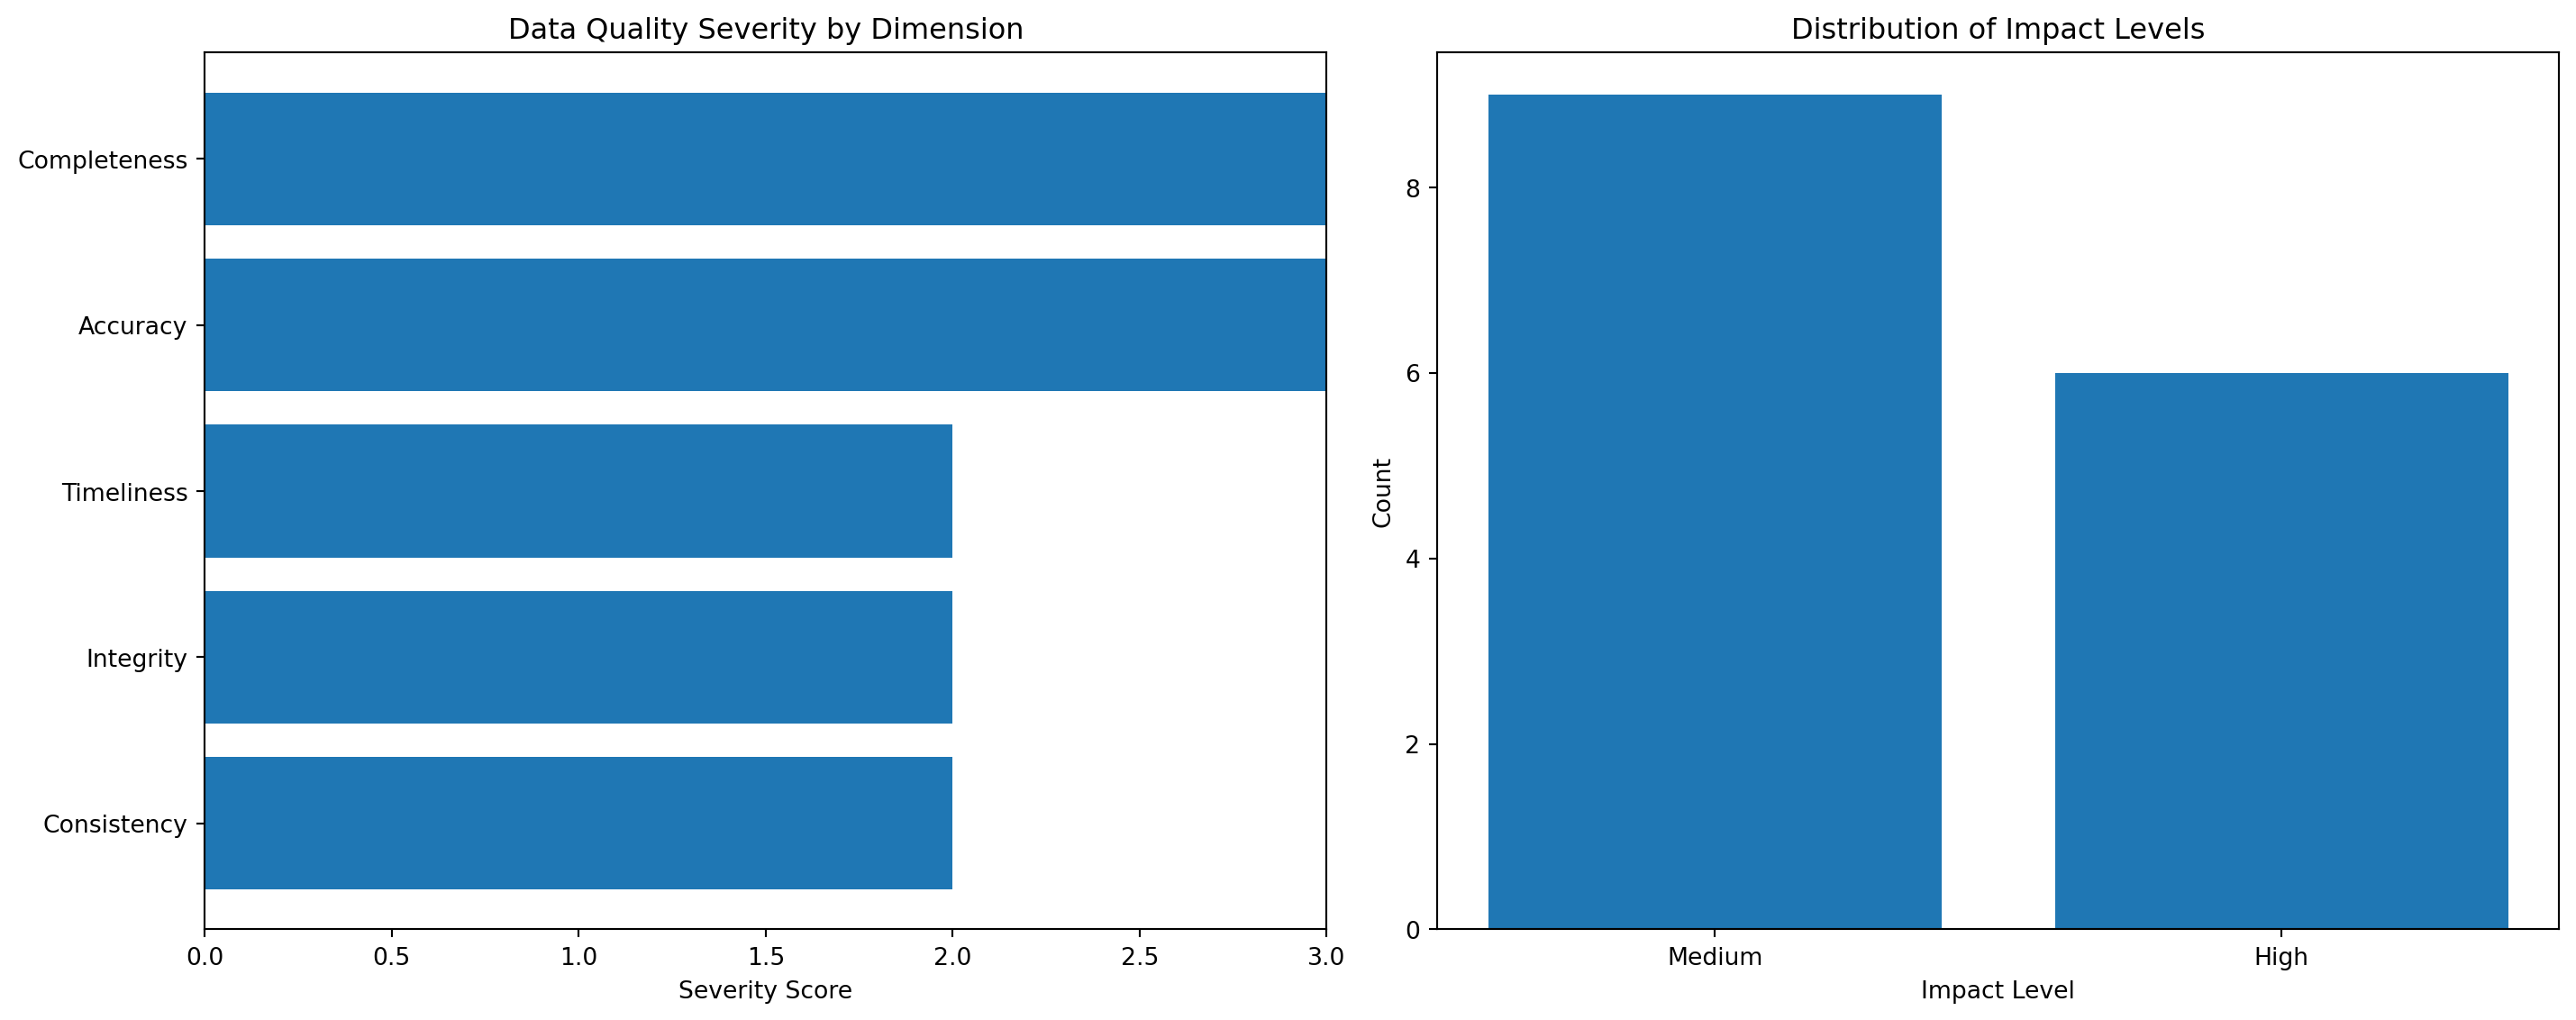 Data Quality Severity by Dimension
Completeness
Accuracy
Timeliness
Integrity
Consistency
0.0 0.5 1.0 1.5 2.0 2.5 3.0
Severity Score
Distribution of Impact Levels
Count
8
6
4
2
0
Medium High
Impact Level